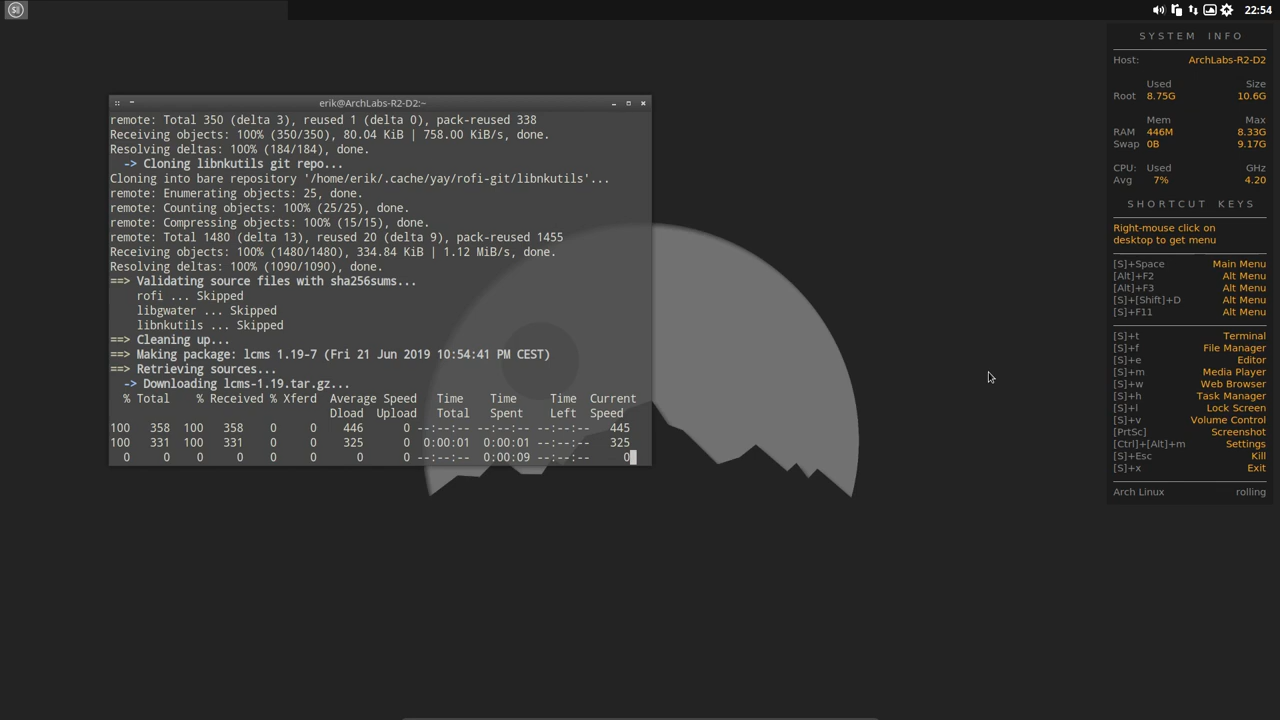 22:54
erik@ArchLabs-R2-D2:~
remote: Total 350 (delta 3), reused 1 (delta 0), pack-reused 338
Receiving objects: 100% (350/350), 80.04 KiB | 758.00 KiB/s, done.
Resolving deltas: 100% (184/184), done.
-> Cloning libnkutils git repo...
Cloning into bare repository '/home/erik/.cache/yay/rofi-git/libnkutils'...
remote: Enumerating objects: 25, done.
remote: Counting objects: 100% (25/25), done.
remote: Compressing objects: 100% (15/15), done.
remote: Total 1480 (delta 13), reused 20 (delta 9), pack-reused 1455
Receiving objects: 100% (1480/1480), 334.84 KiB | 1.12 MiB/s, done.
Resolving deltas: 100% (1090/1090), done.
==> Validating source files with sha256sums...
rofi ... Skipped
libgwater ... Skipped
libnkutils ... Skipped
==> Cleaning up...
==> Making package: lcms 1.19-7 (Fri 21 Jun 2019 10:54:41 PM CEST)
==> Retrieving sources...
-> Downloading lcms-1.19.tar.gz...
% Total % Received % Xferd Average Speed Time Time Time Current
Dload Upload Total Spent Left Speed
100 358 100 358 0 0 446 0 --:--:-- --:--:-- --:--:-- 445
100 331 100 331 0 0 325 0 0:00:01 0:00:01 --:--:-- 325
0 0 0 0 0 0 0 0 --:--:-- 0:00:09 --:--:-- 0
SYSTEM INFO
Host: ArchLabs-R2-D2
Used Size
Root 8.75G 10.6G
Mem Max
RAM 446M 8.33G
Swap 0B 9.17G
CPU: Used GHz
Avg 7% 4.20
SHORTCUT KEYS
Right-mouse click on
desktop to get menu
[S]+Space Main Menu
[Alt]+F2 Alt Menu
[Alt]+F3 Alt Menu
[S]+[Shift]+D Alt Menu
[S]+F11 Alt Menu
[S]+t Terminal
[S]+f File Manager
[S]+e Editor
[S]+m Media Player
[S]+w Web Browser
[S]+h Task Manager
[S]+l Lock Screen
[S]+v Volume Control
[PrtSc] Screenshot
[Ctrl]+[Alt]+m Settings
[S]+Esc Kill
[S]+x Exit
Arch Linux rolling